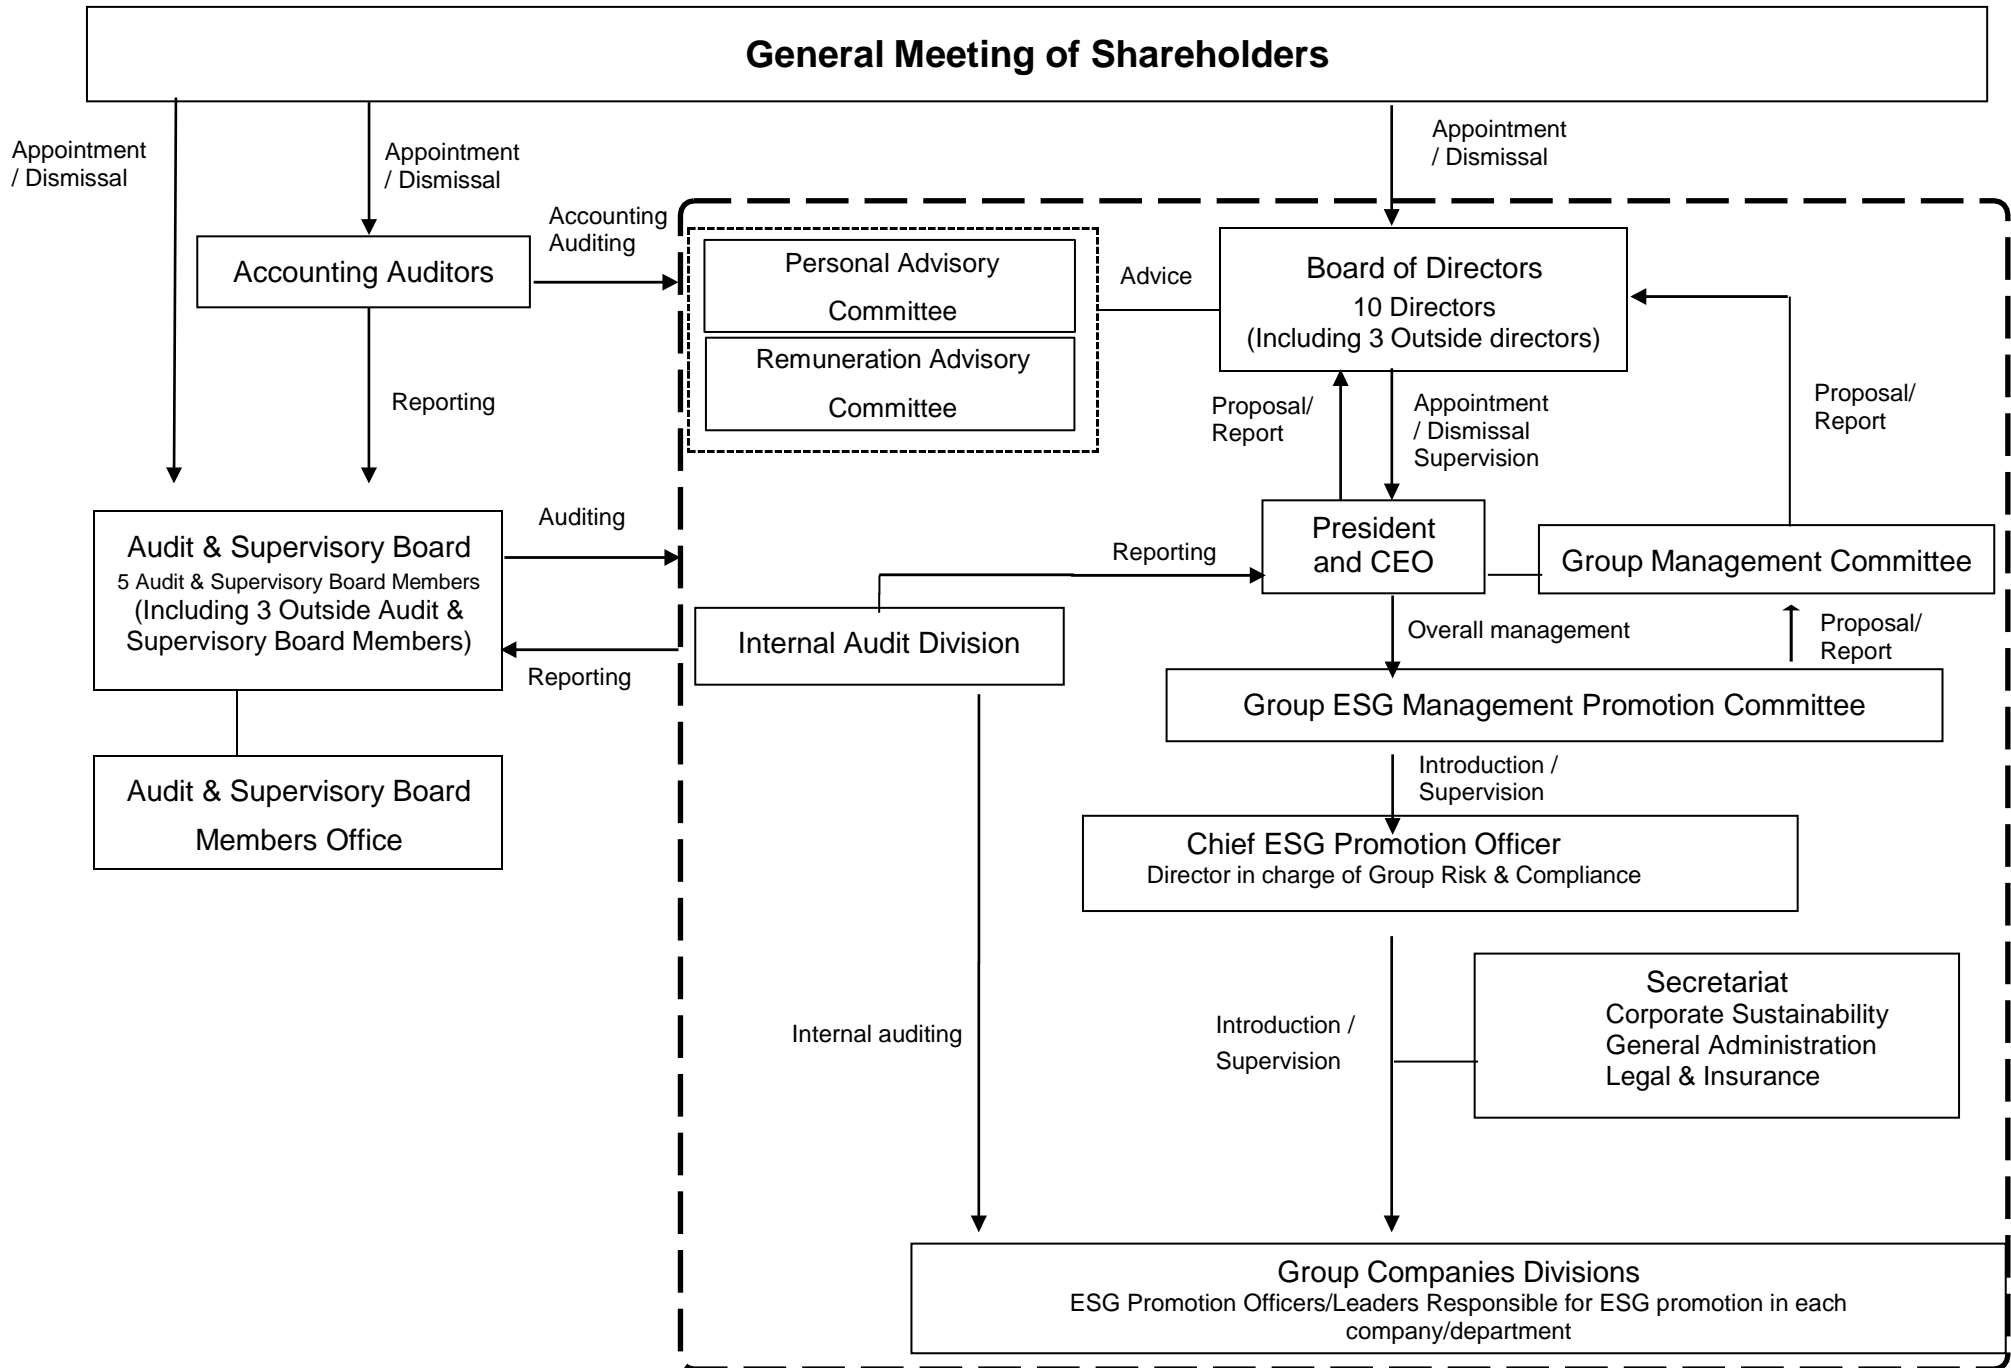 General Meeting of Shareholders
Appointment
/ Dismissal
Appointment
/ Dismissal
Appointment
/ Dismissal
Accounting
Auditing
Accounting Auditors
Personal Advisory
Committee
Remuneration Advisory
Committee
Advice
Board of Directors
10 Directors
(Including 3 Outside directors)
Reporting
Proposal/
Report
Appointment
/ Dismissal
Supervision
Proposal/
Report
Audit & Supervisory Board
5 Audit & Supervisory Board Members
(Including 3 Outside Audit &
Supervisory Board Members)
Auditing
Reporting
Reporting
President
and CEO
Group Management Committee
Internal Audit Division
Overall management
Proposal/
Report
Group ESG Management Promotion Committee
Audit & Supervisory Board
Members Office
Introduction /
Supervision
Chief ESG Promotion Officer
Director in charge of Group Risk & Compliance
Internal auditing
Introduction /
Supervision
Secretariat
Corporate Sustainability
General Administration
Legal & Insurance
Group Companies Divisions
ESG Promotion Officers/Leaders Responsible for ESG promotion in each
company/department